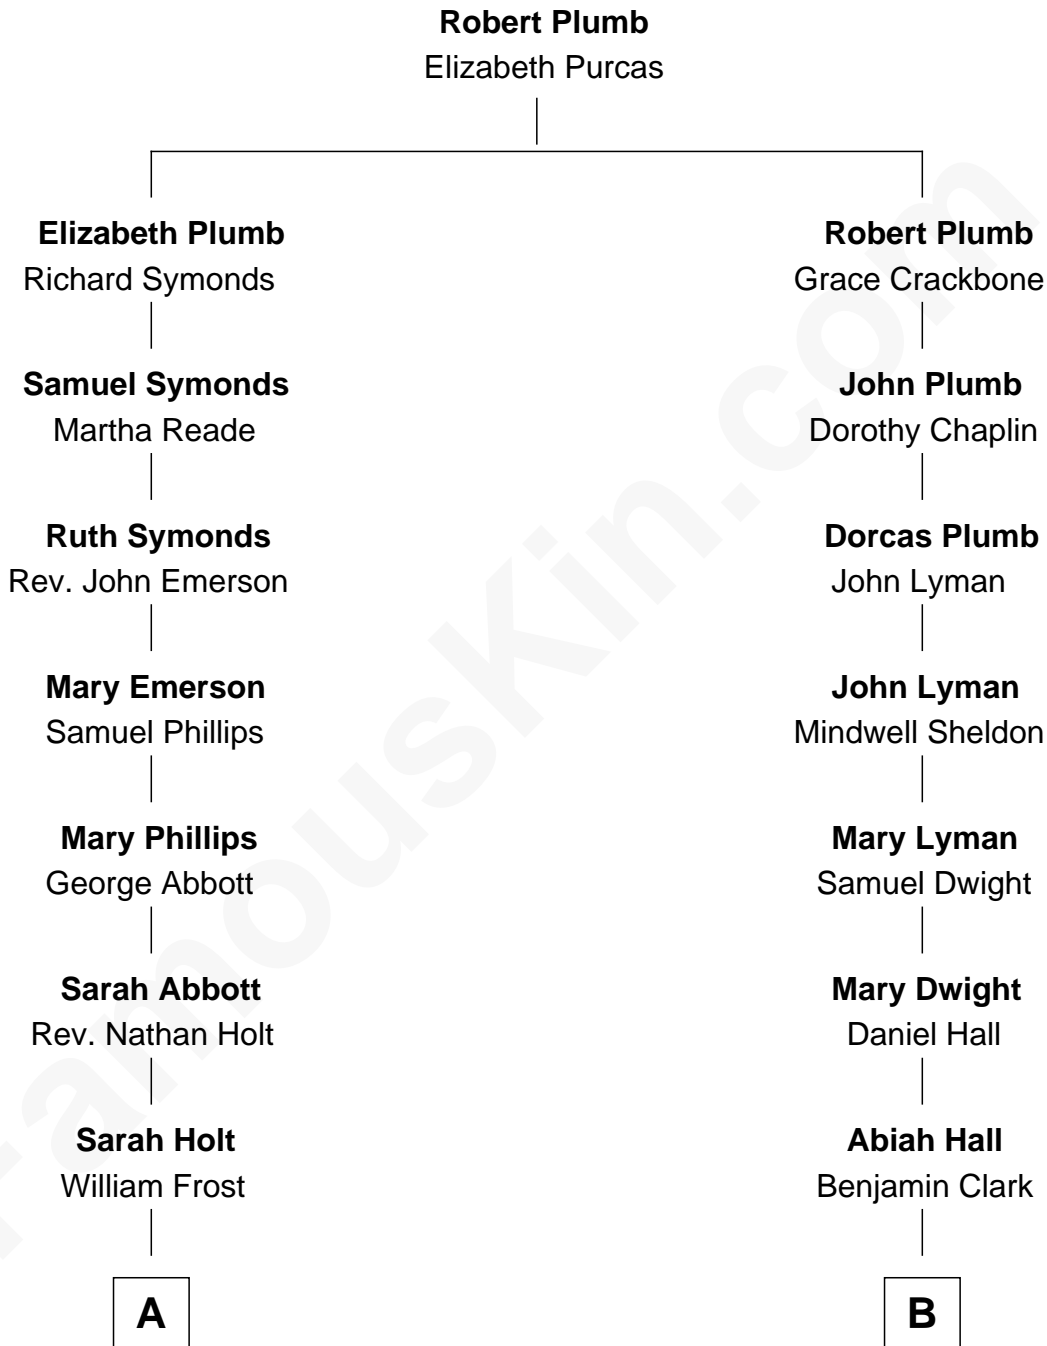 Robert Plumb
Elizabeth Purcas
Elizabeth Plumb
Richard Symonds
Robert Plumb
Grace Crackbone
Samuel Symonds
Martha Reade
John Plumb
Dorothy Chaplin
Ruth Symonds
Rev. John Emerson
Dorcas Plumb
John Lyman
Mary Emerson
Samuel Phillips
John Lyman
Mindwell Sheldon
Mary Phillips
George Abbott
Mary Lyman
Samuel Dwight
Sarah Abbott
Rev. Nathan Holt
Mary Dwight
Daniel Hall
Sarah Holt
William Frost
Abiah Hall
Benjamin Clark
A
B
FamousKin.com